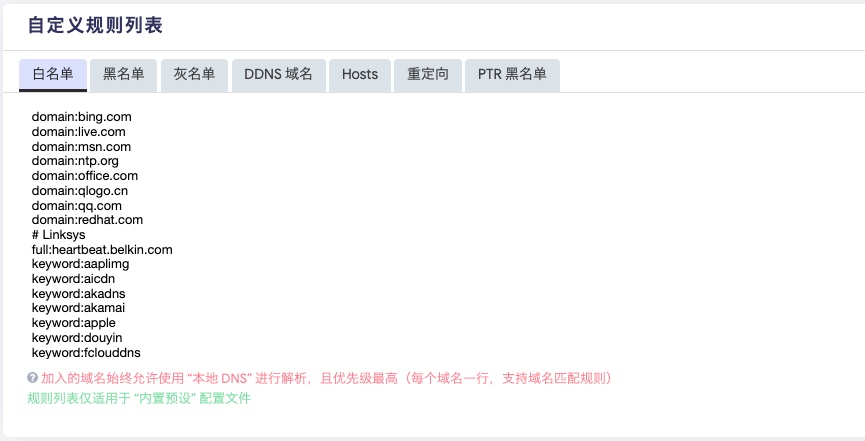 自定义规则列表
白名单 黑名单 灰名单 DDNS 域名 Hosts 重定向 PTR 黑名单
domain:bing.com
domain:live.com
domain:msn.com
domain:ntp.org
domain:office.com
domain:qlogo.cn
domain:qq.com
domain:redhat.com
# Linksys
full:heartbeat.belkin.com
keyword:aaplimg
keyword:aicdn
keyword:akadns
keyword:akamai
keyword:apple
keyword:douyin
keyword:fclouddns
加入的域名始终允许使用 “本地 DNS” 进行解析，且优先级最高（每个域名一行，支持域名匹配规则）
规则列表仅适用于 “内置预设” 配置文件